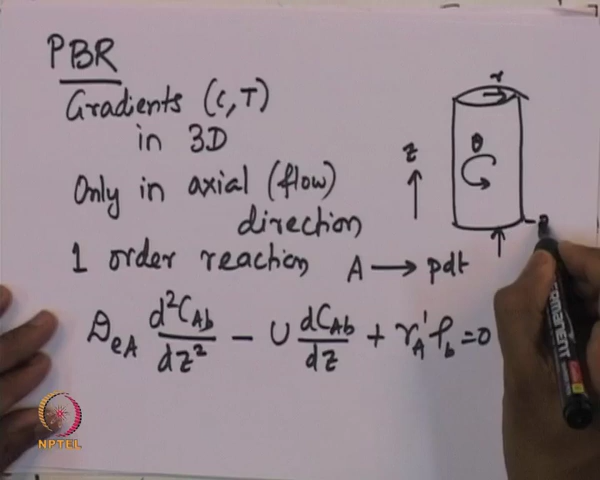 PBR
Gradients (C, T)
in 3D
Only in axial (flow)
direction
1 order reaction A → pdt
D_eA d²C_Ab/dz² - U dC_Ab/dz + r'_A ρ_b = 0
r
θ
z
NPTEL